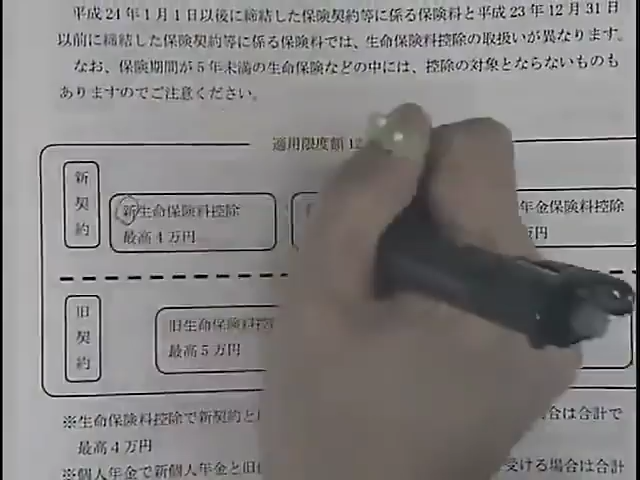 平成24年1月1日以後に締結した保険契約等に係る保険料と平成23年12月31日
以前に締結した保険契約等に係る保険料では、生命保険料控除の取扱いが異なります。
なお、保険期間が5年未満の生命保険などの中には、控除の対象とならないものも
ありますのでご注意ください。
適用限度額12
新契約
新生命保険料控除
最高4万円
年金保険料控除
万円
旧契約
旧生命保険料控
最高5万円
※生命保険料控除で新契約と
場合は合計で
最高4万円
※個人年金で新個人年金と旧
受ける場合は合計